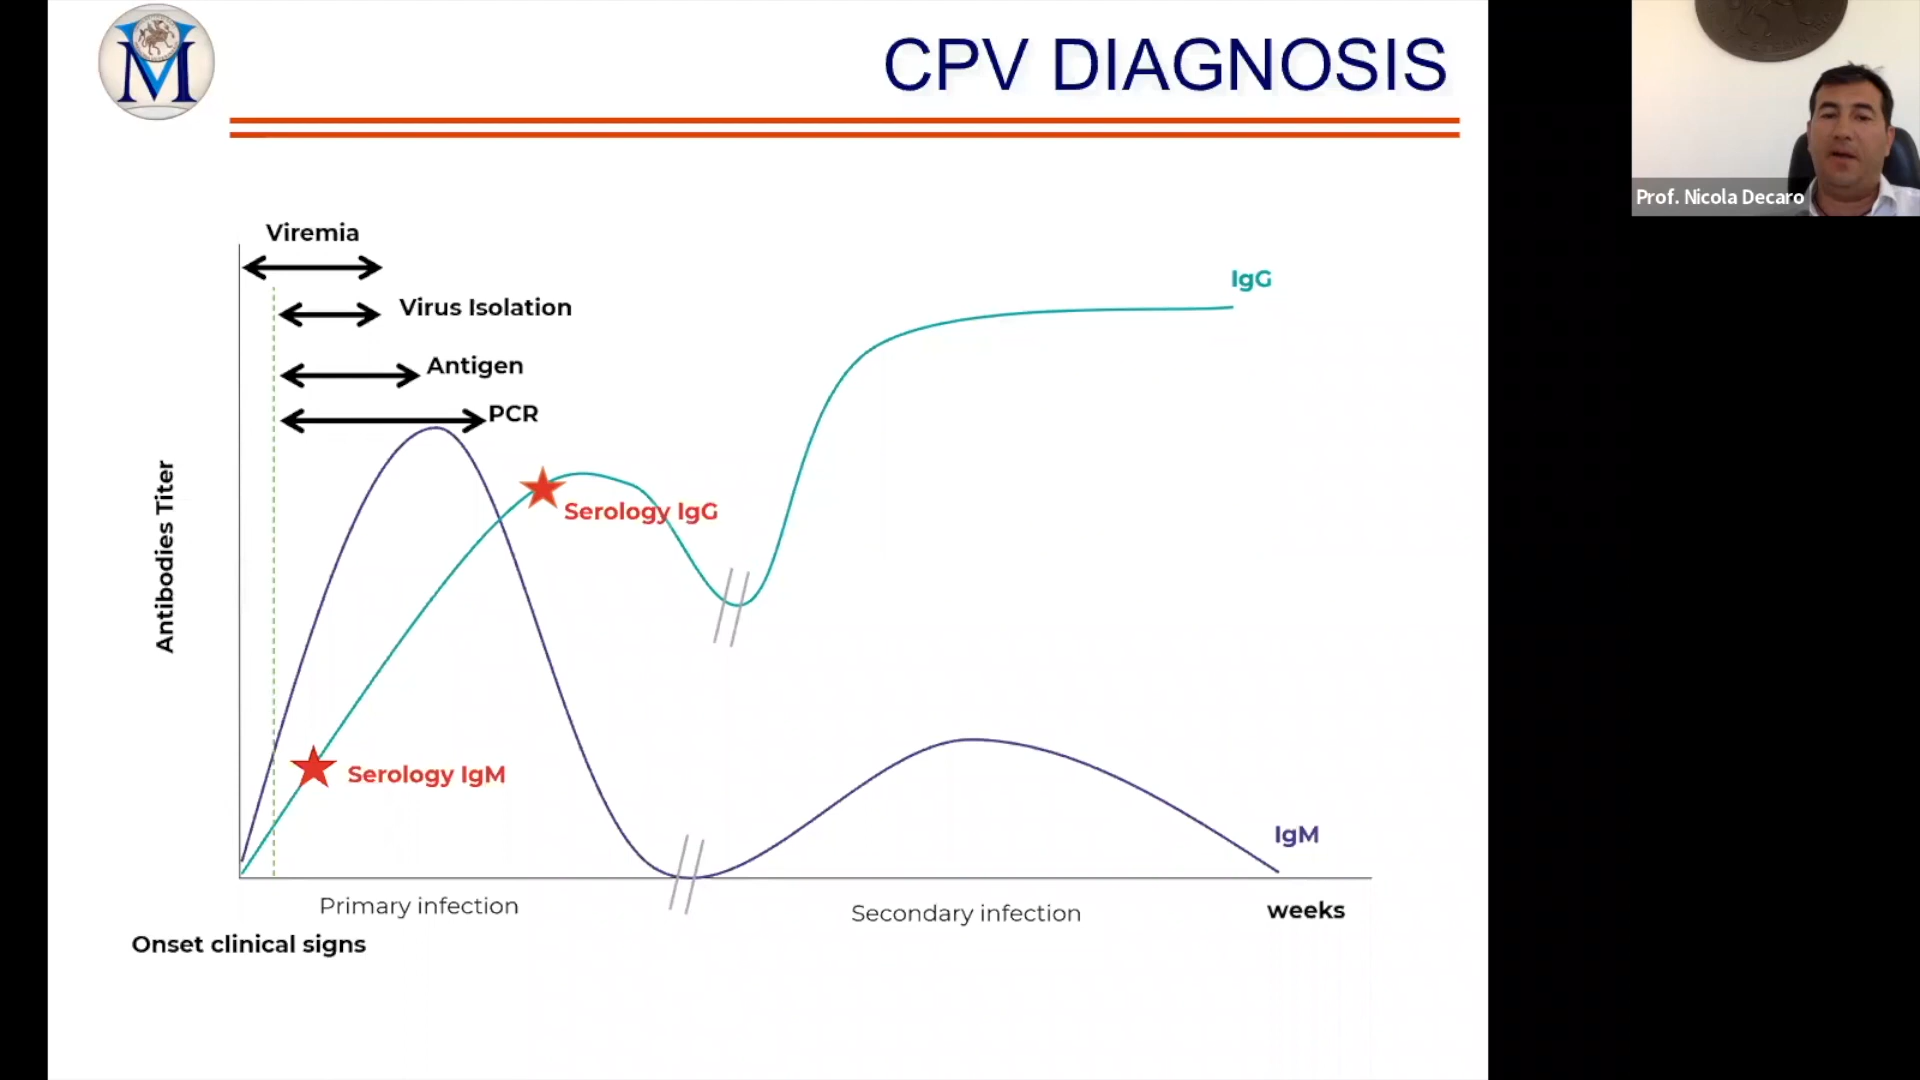 CPV DIAGNOSIS
Prof. Nicola Decaro
Viremia
Virus Isolation
Antigen
PCR
IgG
Antibodies Titer
Serology IgG
Serology IgM
IgM
Primary infection
Secondary infection
weeks
Onset clinical signs